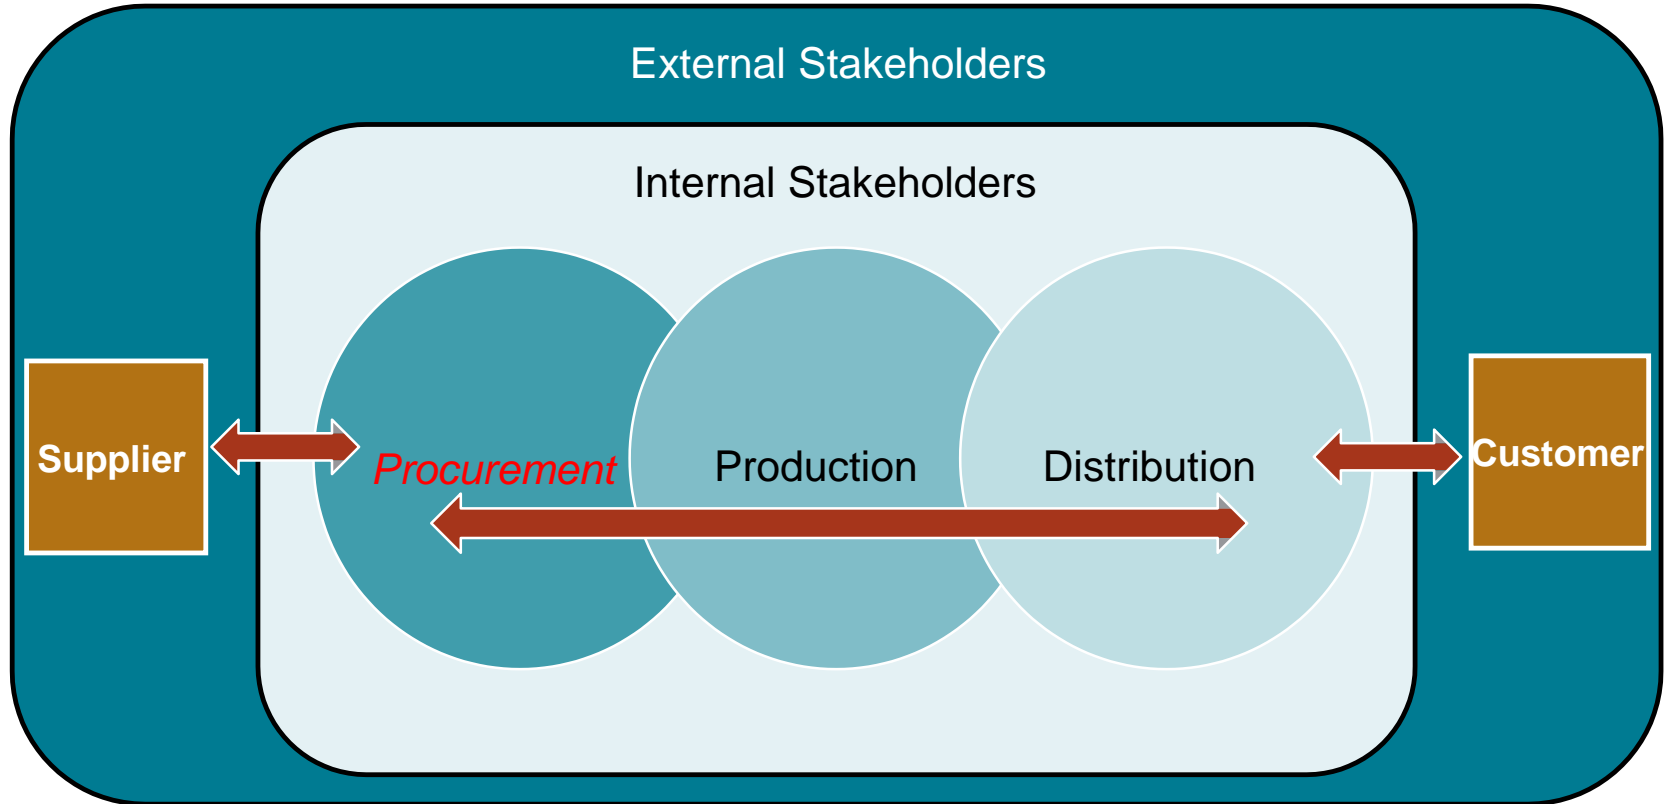 External Stakeholders
Internal Stakeholders
Supplier
Procurement
Production
Distribution
Customer